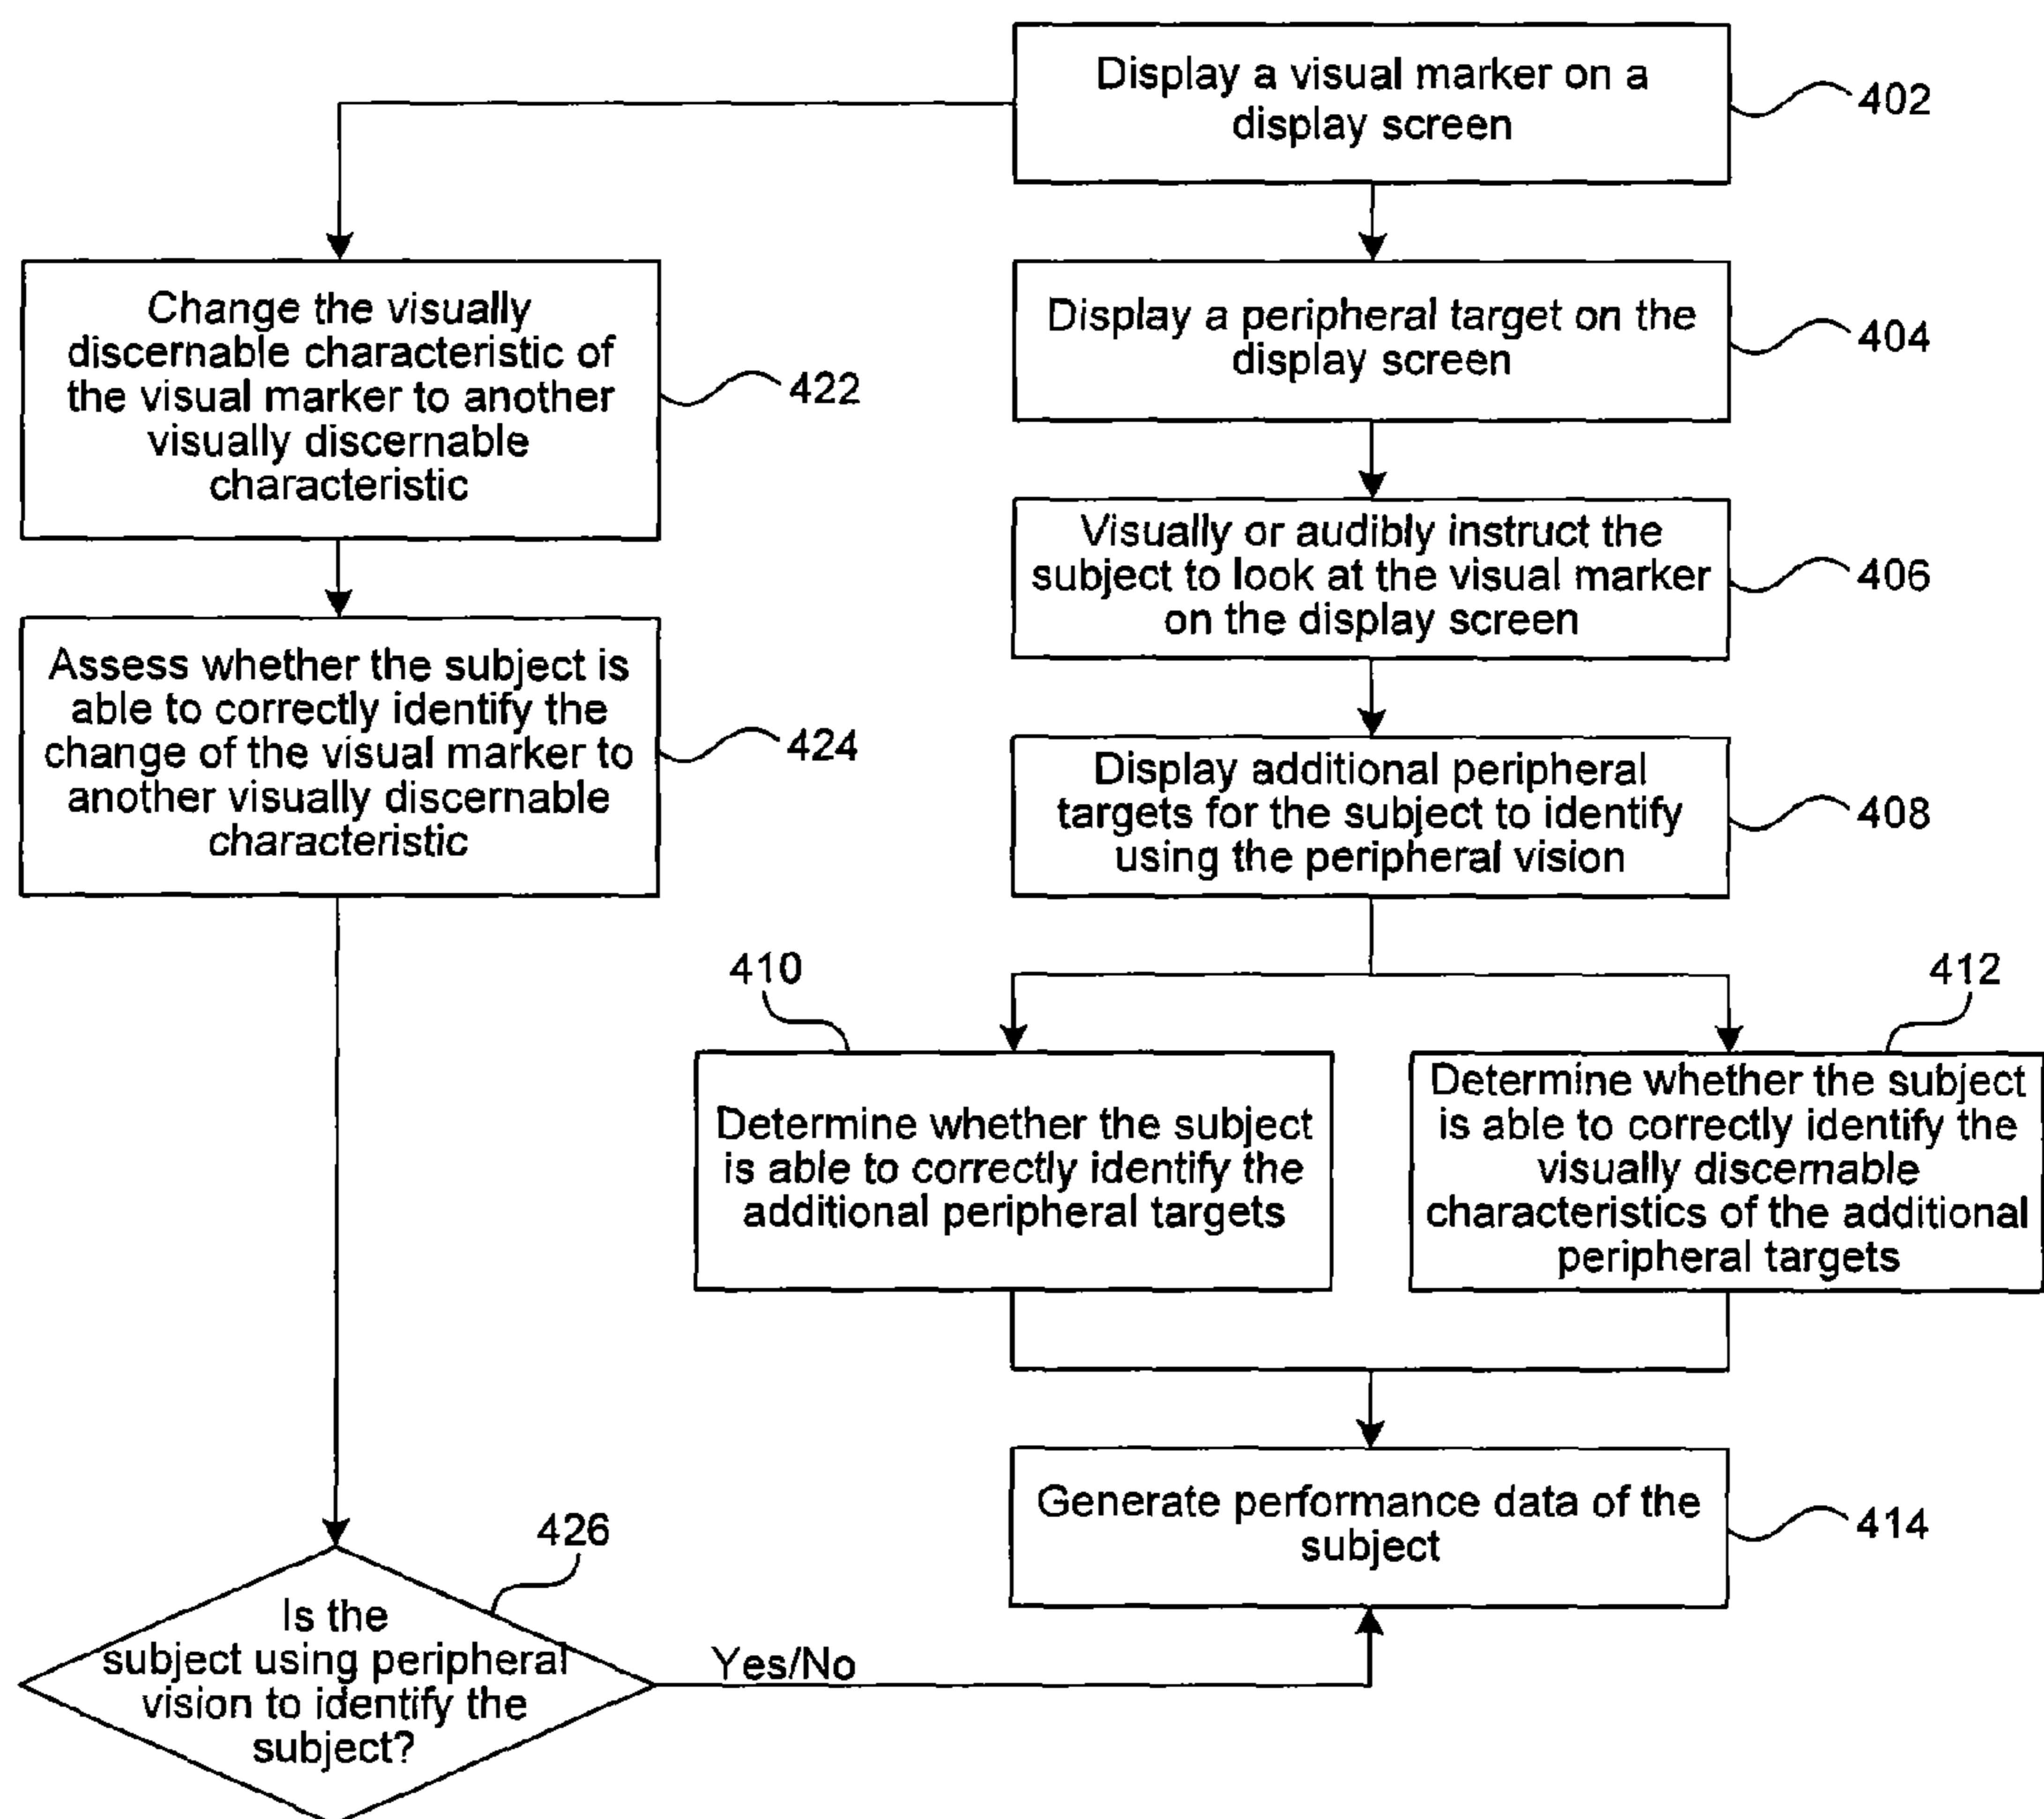 Display a visual marker on a
display screen
402
Change the visually
discernable characteristic of
the visual marker to another
visually discernable
characteristic
422
Display a peripheral target on the
display screen
404
Visually or audibly instruct the
subject to look at the visual marker
on the display screen
406
Assess whether the subject is
able to correctly identify the
change of the visual marker to
another visually discernable
characteristic
424
Display additional peripheral
targets for the subject to identify
using the peripheral vision
408
410
Determine whether the subject
is able to correctly identify the
additional peripheral targets
412
Determine whether the subject
is able to correctly identify the
visually discernable
characteristics of the additional
peripheral targets
Generate performance data of the
subject
414
426
Is the
subject using peripheral
vision to identify the
subject?
Yes/No